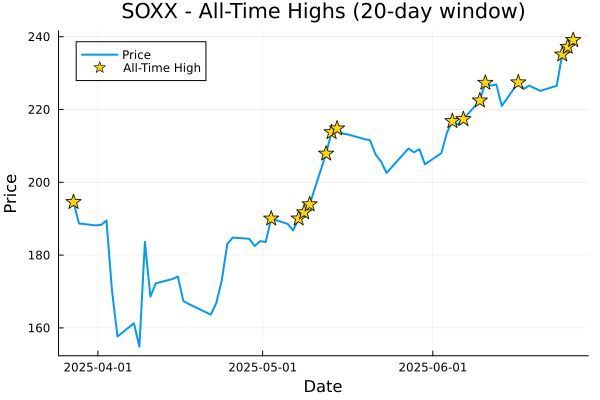 SOXX - All-Time Highs (20-day window)
Price
All-Time High
240
220
200
180
160
Price
2025-04-01
2025-05-01
2025-06-01
Date